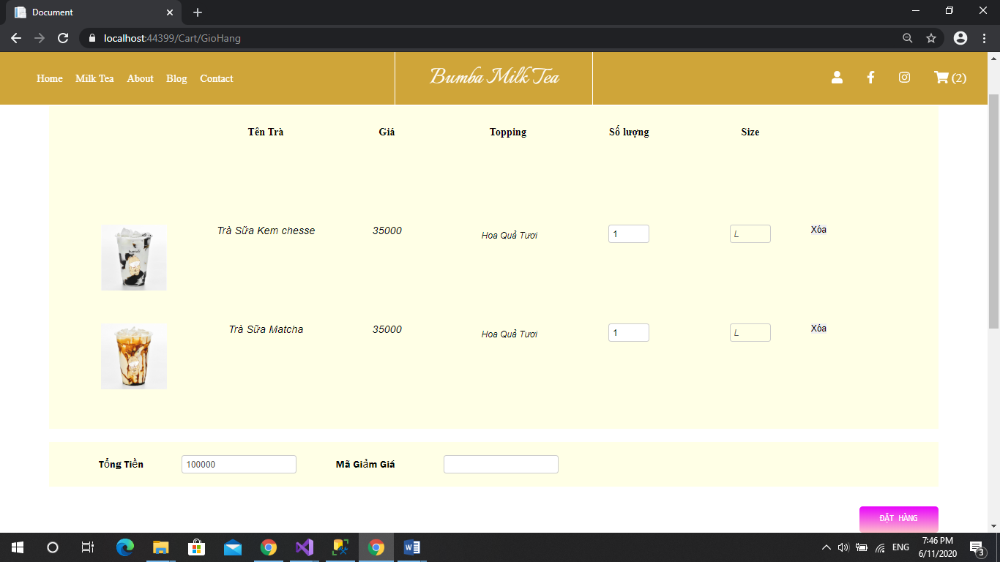 Document
localhost:44399/Cart/GioHang
Home Milk Tea About Blog Contact Bumba Milk Tea (2)
Tên Trà Giá Topping Số lượng Size
Trà Sữa Kem chesse 35000 Hoa Quả Tươi 1 L Xóa
Trà Sữa Matcha 35000 Hoa Quả Tươi 1 L Xóa
Tổng Tiền 100000 Mã Giảm Giá
ĐẶT HÀNG
ENG 7:46 PM
6/11/2020 3